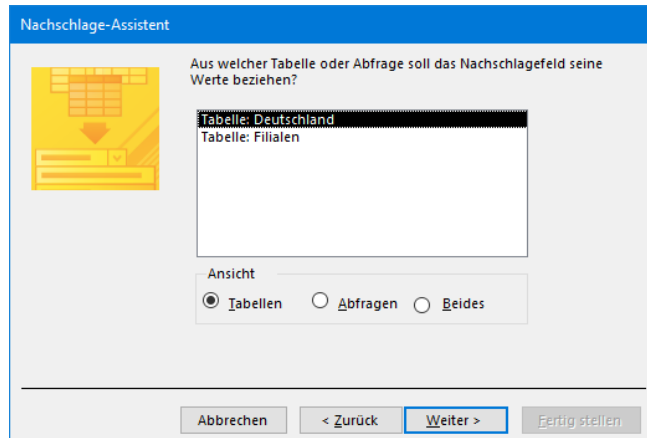 Nachschlage-Assistent
Aus welcher Tabelle oder Abfrage soll das Nachschlagefeld seine
Werte beziehen?
Tabelle: Deutschland
Tabelle: Filialen
Ansicht
Tabellen Abfragen Beides
Abbrechen < Zurück Weiter > Fertig stellen